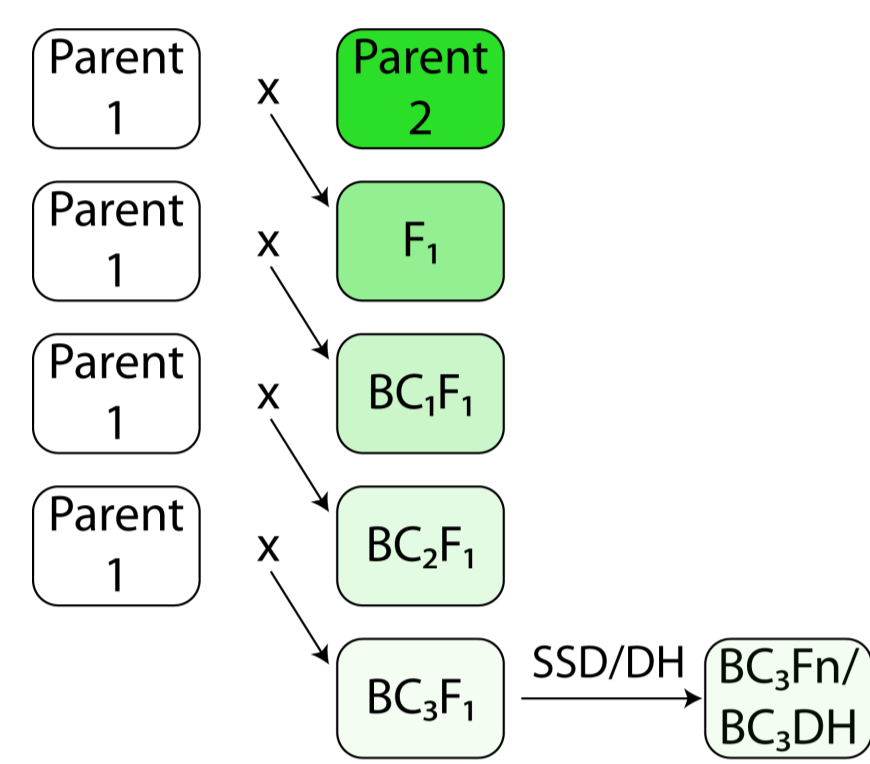 Parent
1
x
Parent
2
Parent
1
x
F₁
Parent
1
x
BC₁F₁
Parent
1
x
BC₂F₁
BC₃F₁
SSD/DH
BC₃Fn/
BC₃DH